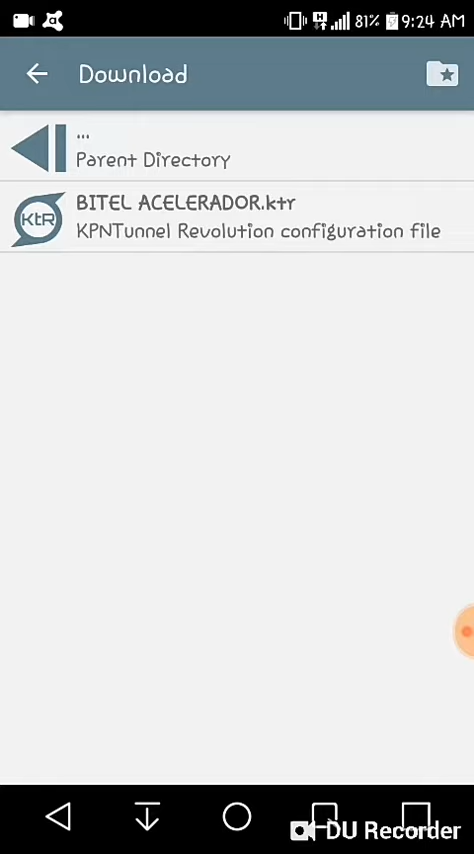 81% 9:24 AM
Download
...
Parent Directory
KtR
BITEL ACELERADOR.ktr
KPNTunnel Revolution configuration file
DU Recorder